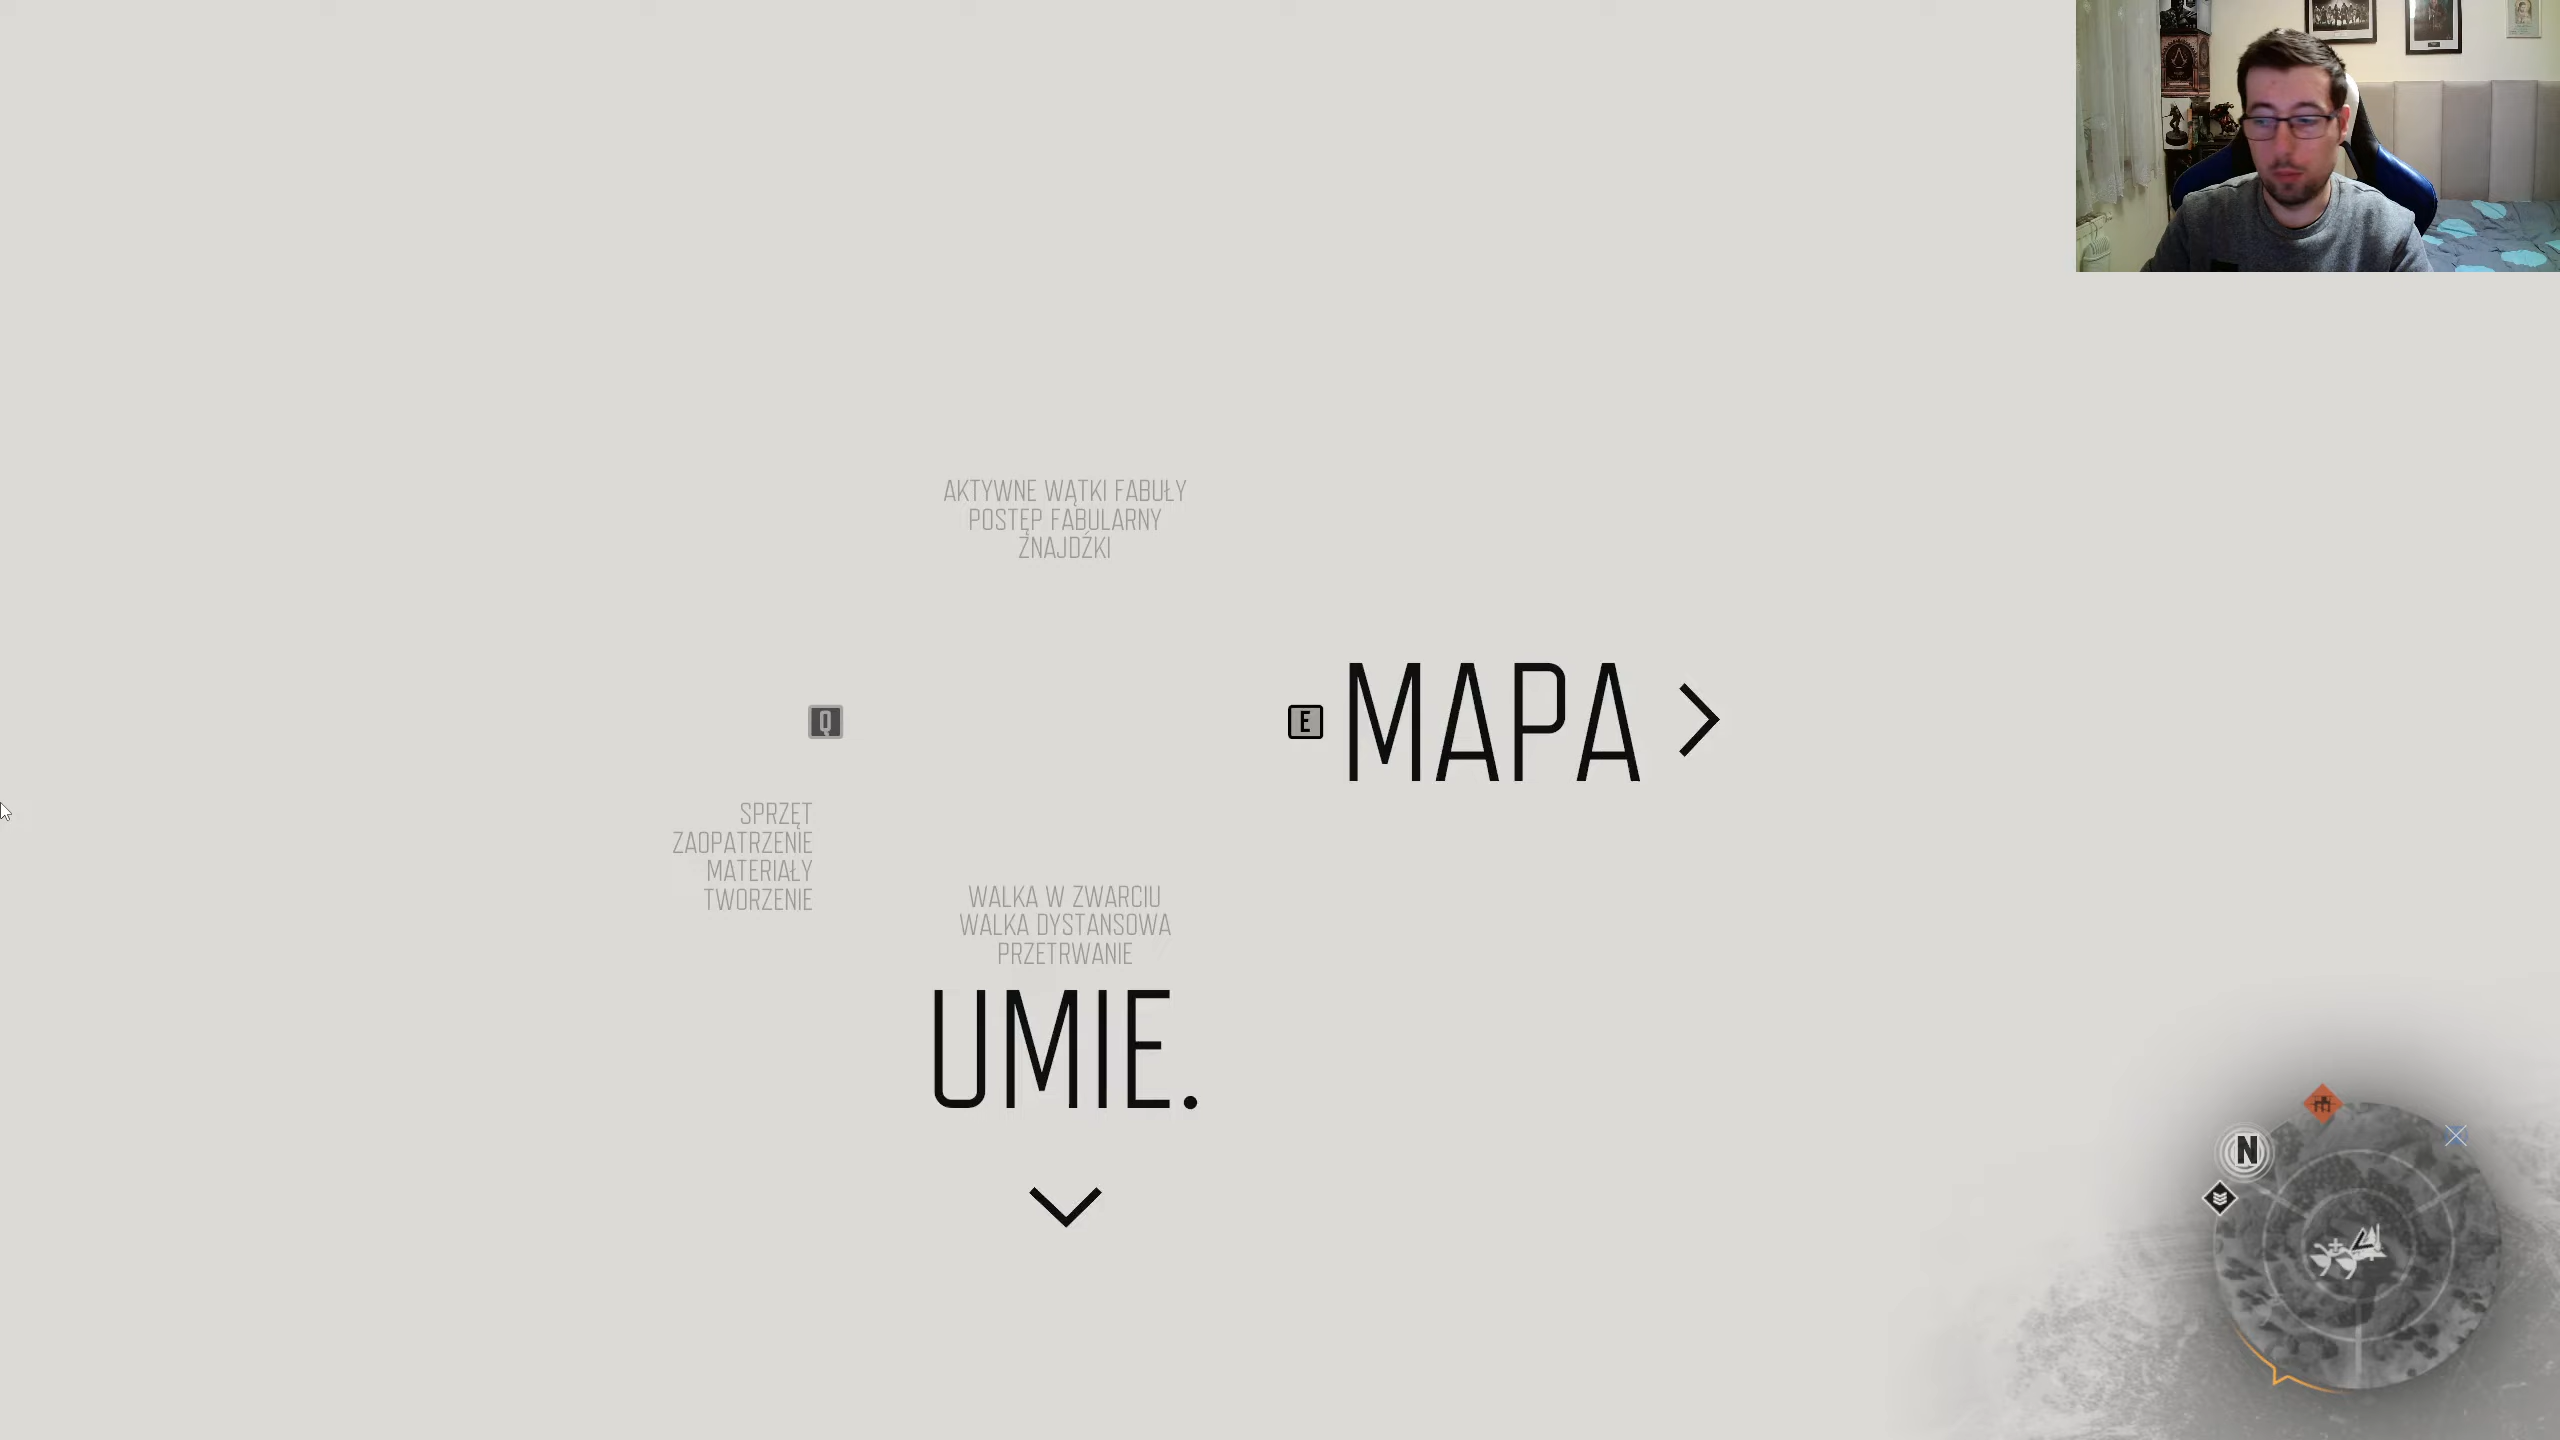 AKTYWNE WĄTKI FABUŁY
POSTĘP FABULARNY
ZNAJDŹKI
Q
E MAPA
SPRZĘT
ZAOPATRZENIE
MATERIAŁY
TWORZENIE
WALKA W ZWARCIU
WALKA DYSTANSOWA
PRZETRWANIE
UMIE.
N